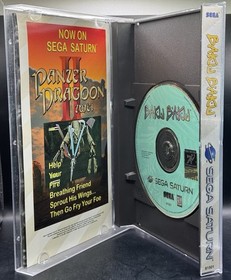 NOW ON
SEGA SATURN
PANZER
DRAGOON
II
ZWEI
Help
Your
Fire
Breathing Friend
Sprout His Wings...
Then Go Fry Your Foe
BAKU BAKU
SEGA SATURN
SEGA
BAKU BAKU
SEGA SATURN